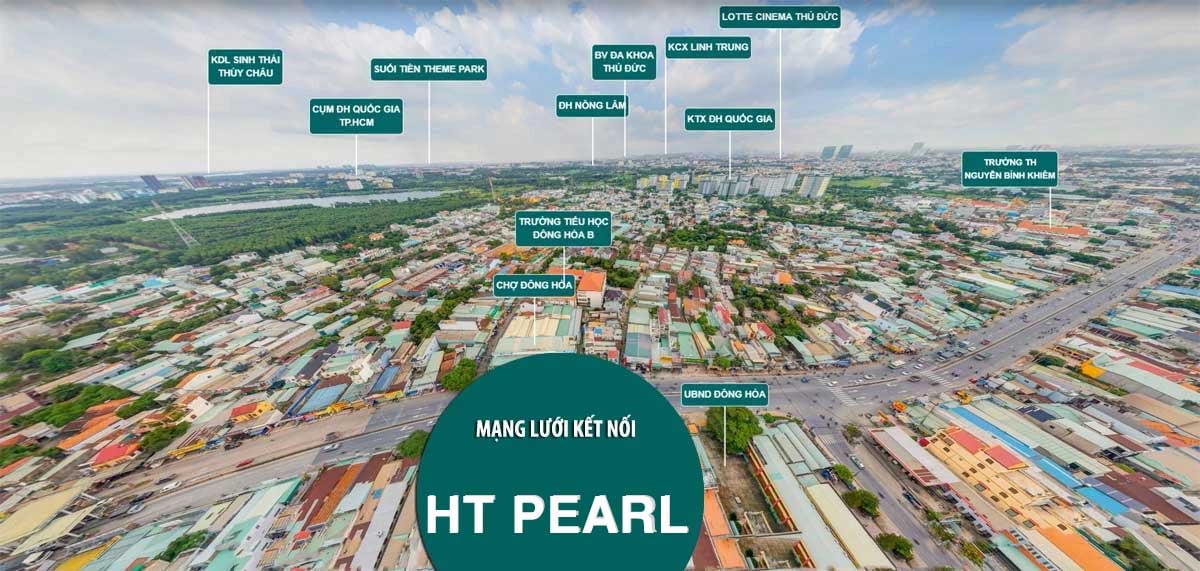 LOTTE CINEMA THỦ ĐỨC
KCX LINH TRUNG
BV ĐA KHOA
THỦ ĐỨC
KDL SINH THÁI
THỦY CHÂU
SUỐI TIÊN THEME PARK
CỤM ĐH QUỐC GIA
TP.HCM
ĐH NÔNG LÂM
KTX ĐH QUỐC GIA
TRƯỜNG TH
NGUYỄN BỈNH KHIÊM
TRƯỜNG TIỂU HỌC
ĐÔNG HÒA B
CHỢ ĐÔNG HÒA
UBND ĐÔNG HÒA
MẠNG LƯỚI KẾT NỐI
HT PEARL